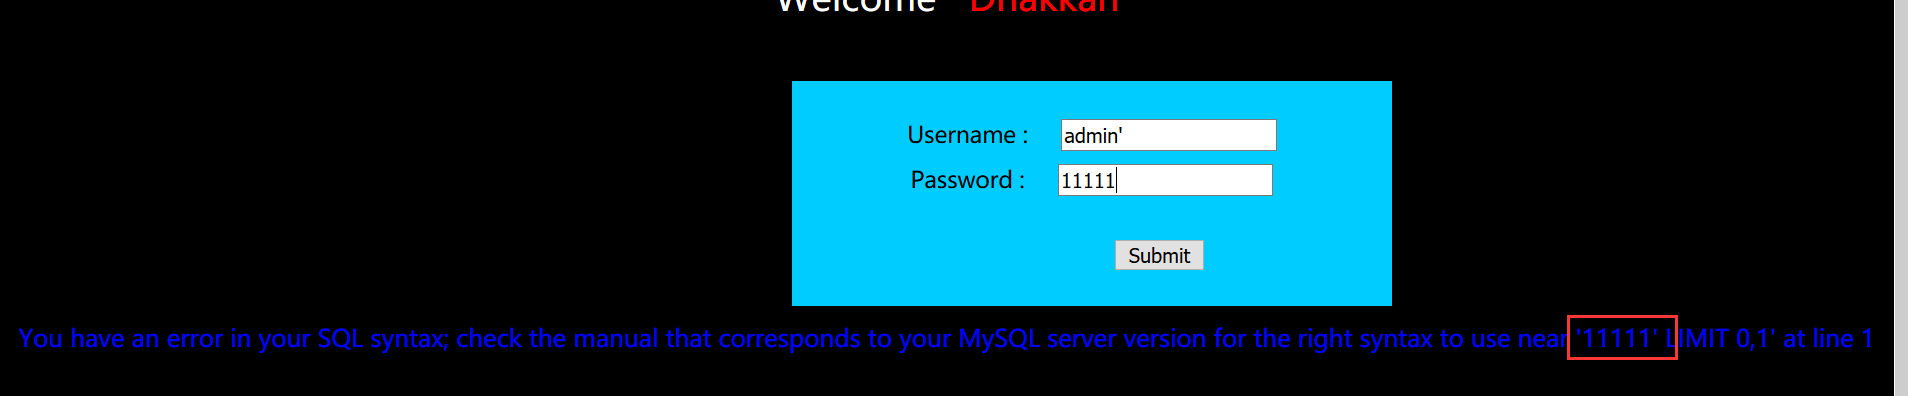 Welcome   Dhakkan
Username :   admin'
Password :   11111
Submit
You have an error in your SQL syntax; check the manual that corresponds to your MySQL server version for the right syntax to use near '11111' LIMIT 0,1' at line 1